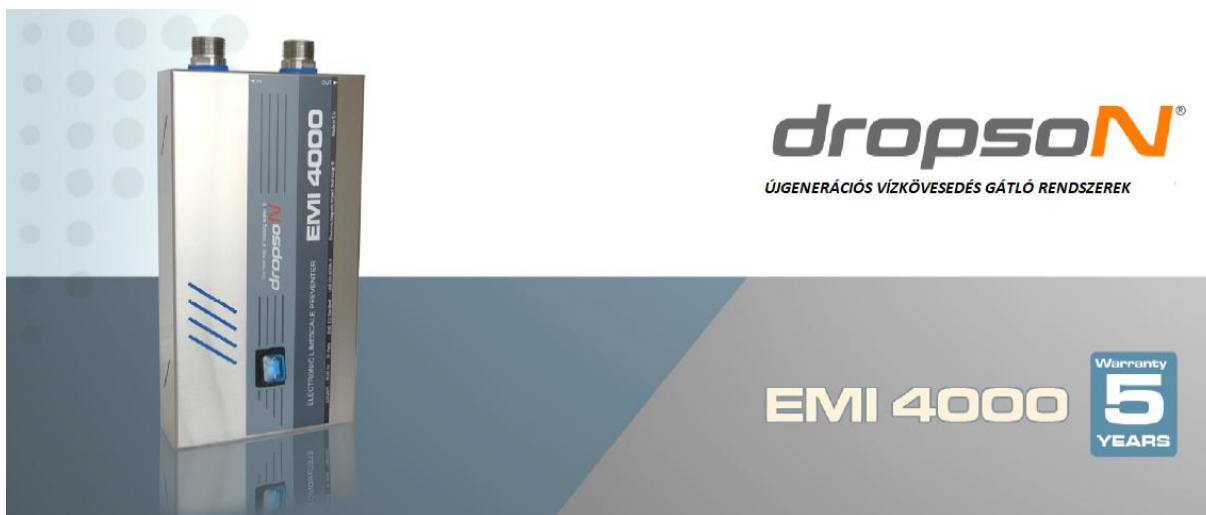 dropsoN®
ÚJGENERÁCIÓS VÍZKÖVESEDÉS GÁTLÓ RENDSZEREK
OUT
EMI 4000
dropsoN
ELECTRONIC LIMESCALE PREVENTER
EMI 4000
Warranty
5
YEARS